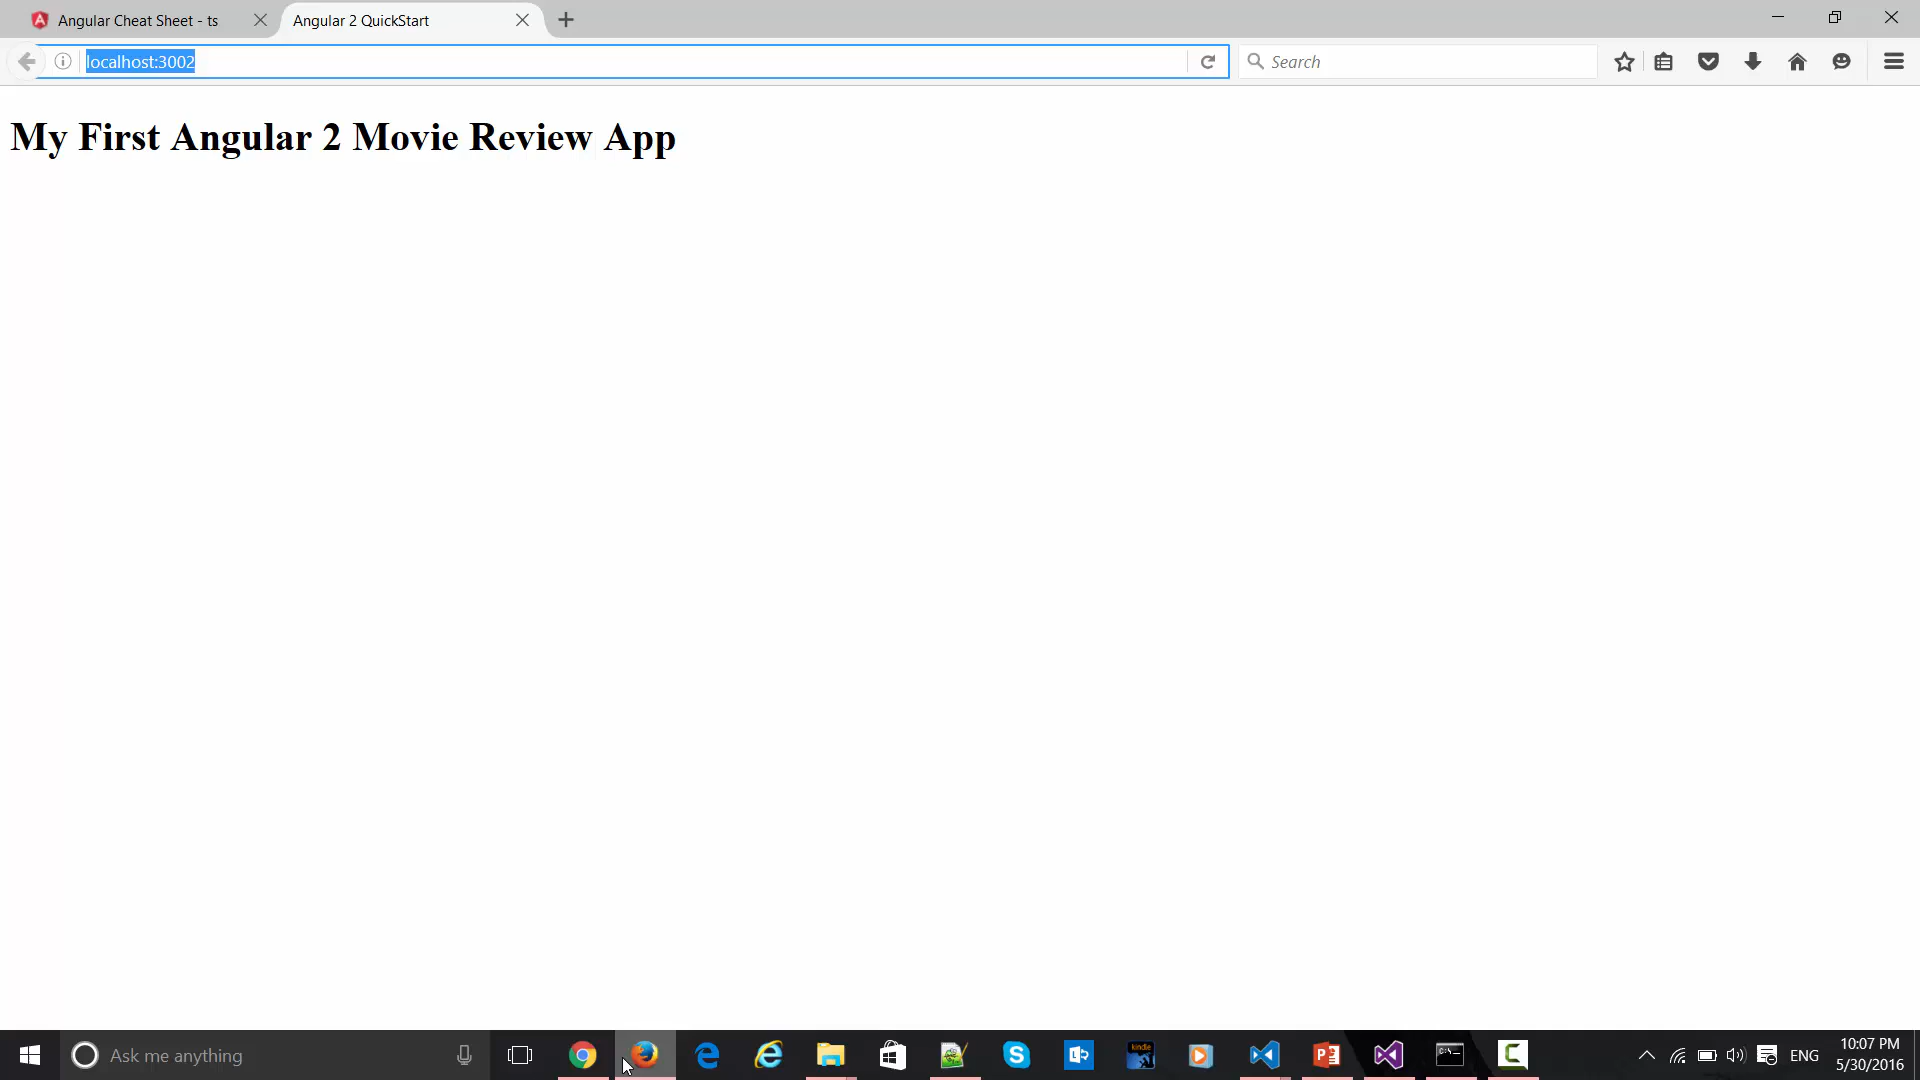 Angular Cheat Sheet - ts
Angular 2 QuickStart
localhost:3002
Search
My First Angular 2 Movie Review App
Ask me anything
kindle
ENG
10:07 PM
5/30/2016